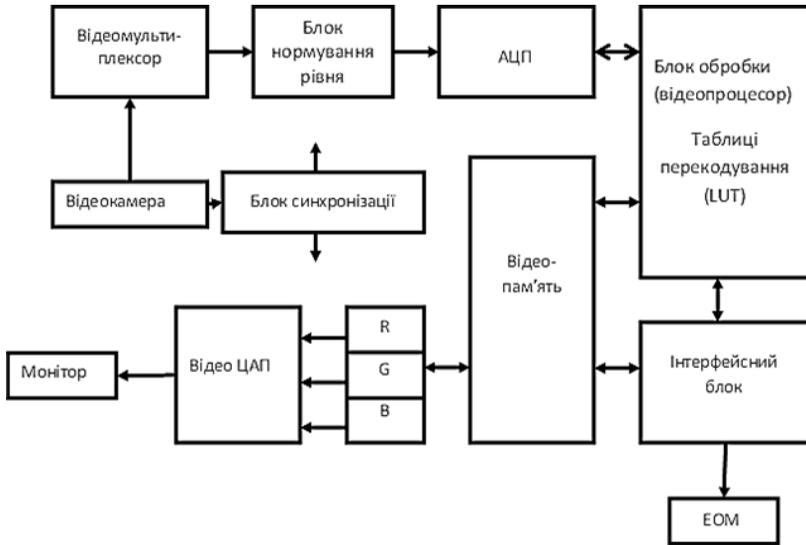 Відеомульти-
плексор
Блок
нормування
рівня
АЦП
Блок обробки
(відеопроцесор)
Таблиці
перекодування
(LUT)
Відеокамера
Блок синхронізації
Відео-
пам'ять
R
G
B
Відео ЦАП
Монітор
Інтерфейсний
блок
ЕОМ